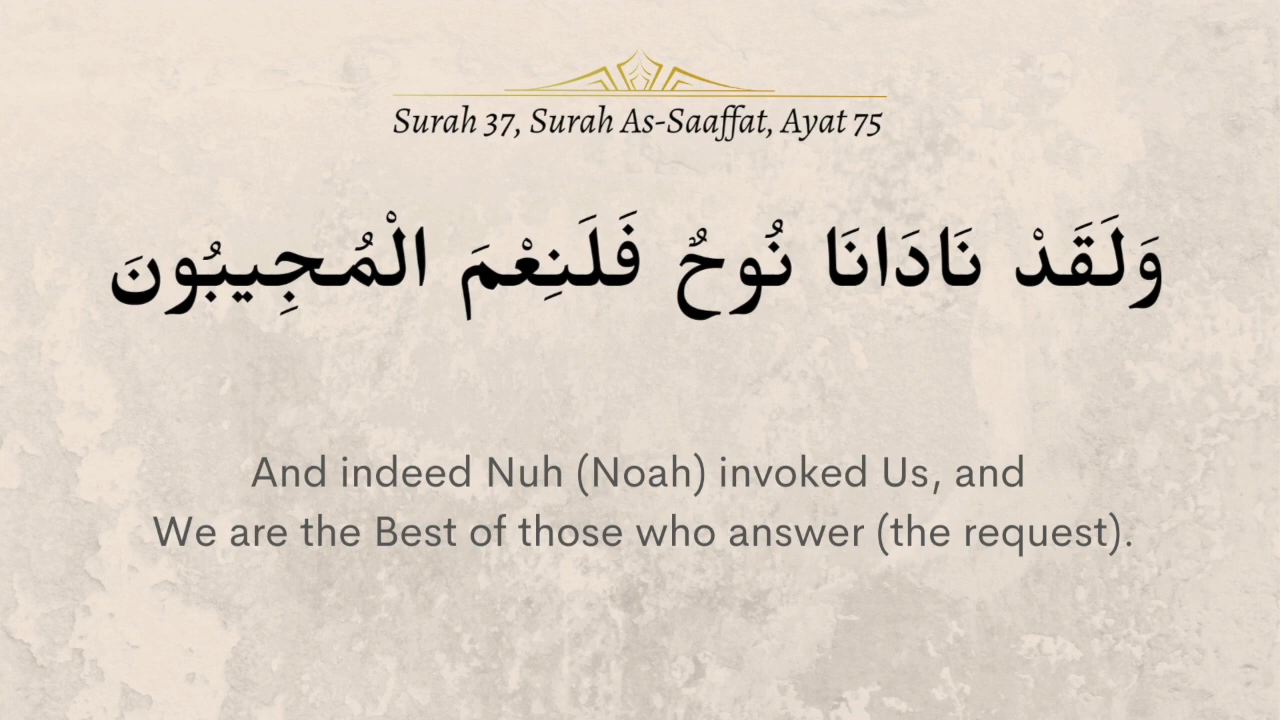 Surah 37, Surah As-Saaffat, Ayat 75
وَلَقَدْ نَادَانَا نُوحٌ فَلَنِعْمَ الْمُجِيبُونَ
And indeed Nuh (Noah) invoked Us, and
We are the Best of those who answer (the request).